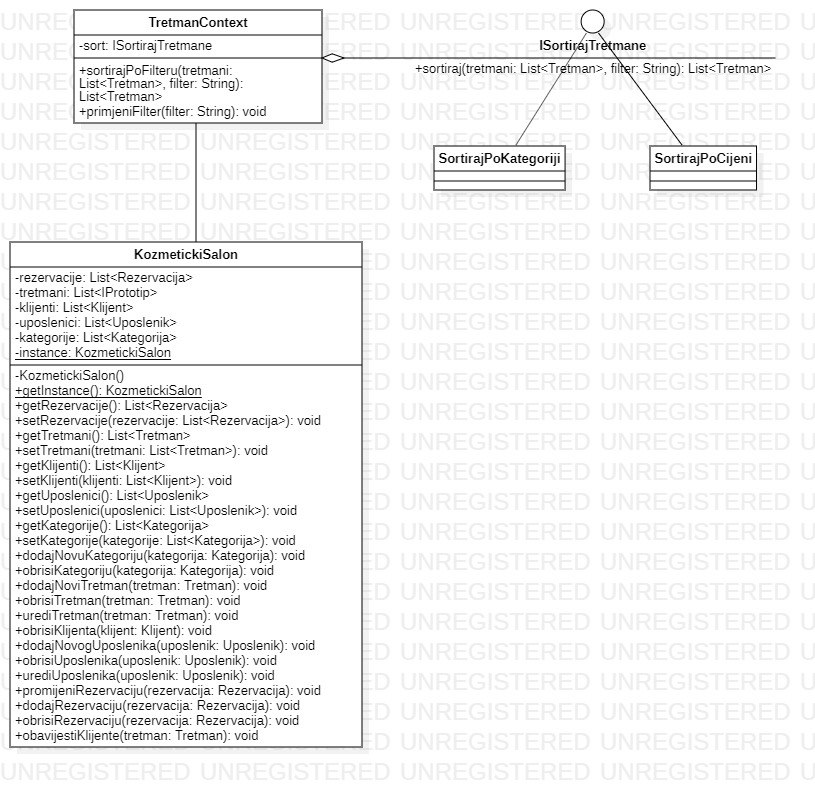 TretmanContext
-sort: ISortirajTretmane
+sortirajPoFilteru(tretmani:
List<Tretman>, filter: String):
List<Tretman>
+primjeniFilter(filter: String): void
ISortirajTretmane
+sortiraj(tretmani: List<Tretman>, filter: String): List<Tretman>
SortirajPoKategoriji
SortirajPoCijeni
KozmetickiSalon
-rezervacije: List<Rezervacija>
-tretmani: List<IPrototip>
-klijenti: List<Klijent>
-uposlenici: List<Uposlenik>
-kategorije: List<Kategorija>
-instance: KozmetickiSalon
-KozmetickiSalon()
+getInstance(): KozmetickiSalon
+getRezervacije(): List<Rezervacija>
+setRezervacije(rezervacije: List<Rezervacija>): void
+getTretmani(): List<Tretman>
+setTretmani(tretmani: List<Tretman>): void
+getKlijenti(): List<Klijent>
+setKlijenti(klijenti: List<Klijent>): void
+getUposlenici(): List<Uposlenik>
+setUposlenici(uposlenici: List<Uposlenik>): void
+getKategorije(): List<Kategorija>
+setKategorije(kategorije: List<Kategorija>): void
+dodajNovuKategoriju(kategorija: Kategorija): void
+obrisiKategoriju(kategorija: Kategorija): void
+dodajNoviTretman(tretman: Tretman): void
+obrisiTretman(tretman: Tretman): void
+urediTretman(tretman: Tretman): void
+obrisiKlijenta(klijent: Klijent): void
+dodajNovogUposlenika(uposlenik: Uposlenik): void
+obrisiUposlenika(uposlenik: Uposlenik): void
+urediUposlenika(uposlenik: Uposlenik): void
+promijeniRezervaciju(rezervacija: Rezervacija): void
+dodajRezervaciju(rezervacija: Rezervacija): void
+obrisiRezervaciju(rezervacija: Rezervacija): void
+obavijestiKlijente(tretman: Tretman): void
UNREGISTERED UNREGISTERED UNREGISTERED UNREGISTERED